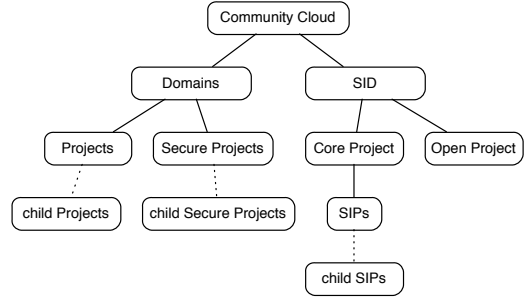 Community Cloud
Domains
SID
Projects
Secure Projects
Core Project
Open Project
child Projects
child Secure Projects
SIPs
child SIPs